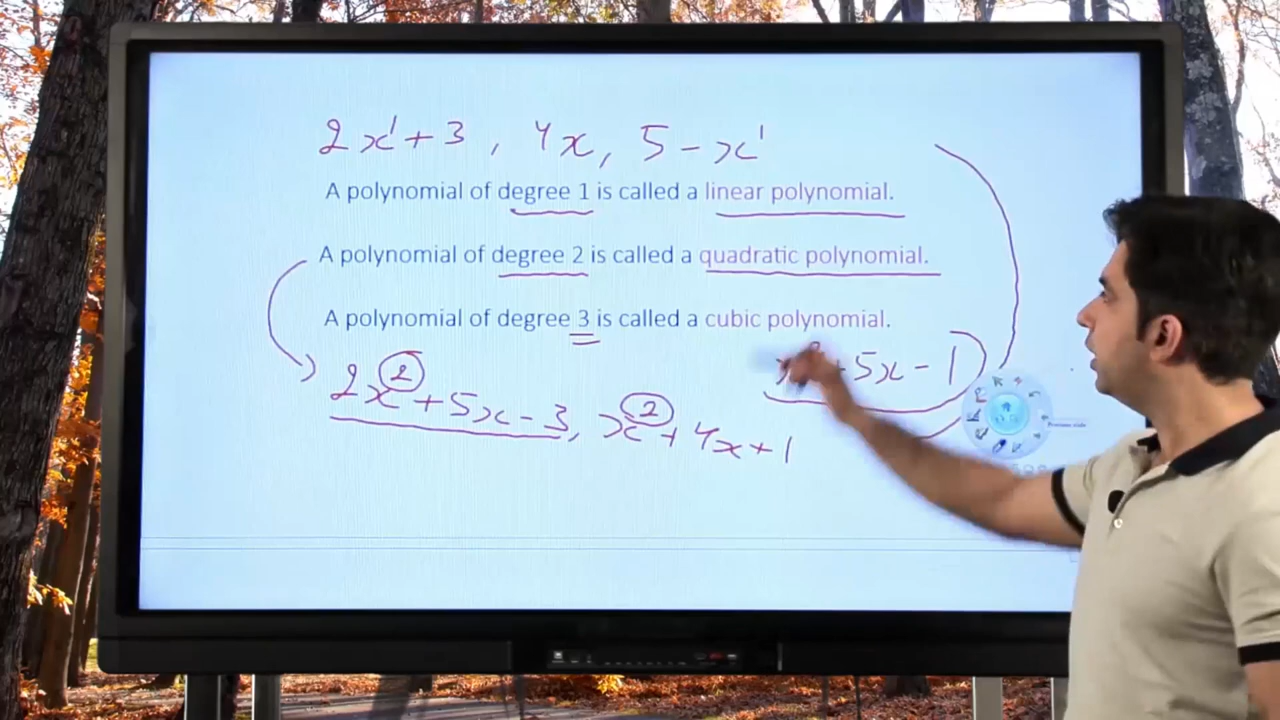 2x¹ + 3 , 4x, 5 - x¹
A polynomial of degree 1 is called a linear polynomial.
A polynomial of degree 2 is called a quadratic polynomial.
A polynomial of degree 3 is called a cubic polynomial.
+ 5x - 1
2x² + 5x - 3, x² + 4x + 1